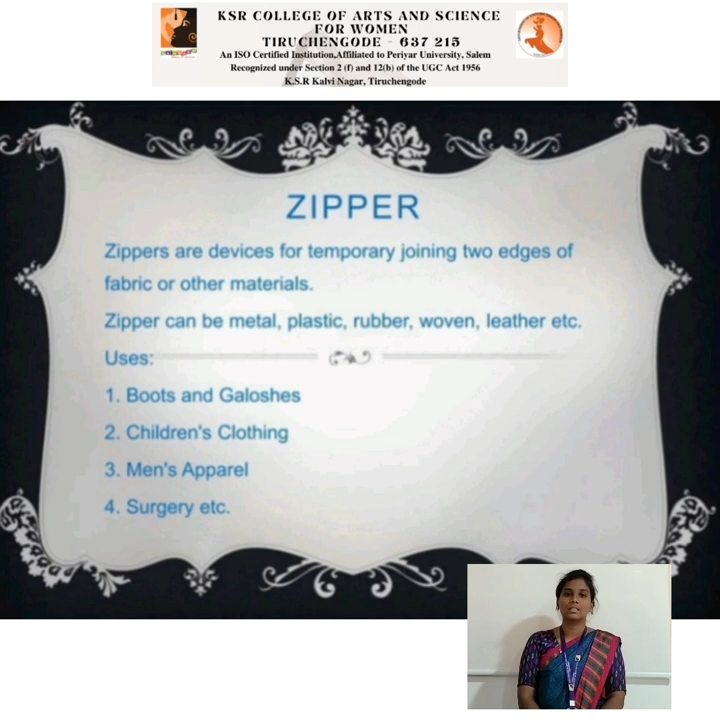 KSR COLLEGE OF ARTS AND SCIENCE
FOR WOMEN
TIRUCHENGODE - 637 215
An ISO Certified Institution,Affiliated to Periyar University, Salem
Recognized under Section 2 (f) and 12(b) of the UGC Act 1956
K.S.R Kalvi Nagar, Tiruchengode
ZIPPER
Zippers are devices for temporary joining two edges of
fabric or other materials.
Zipper can be metal, plastic, rubber, woven, leather etc.
Uses:
1. Boots and Galoshes
2. Children's Clothing
3. Men's Apparel
4. Surgery etc.